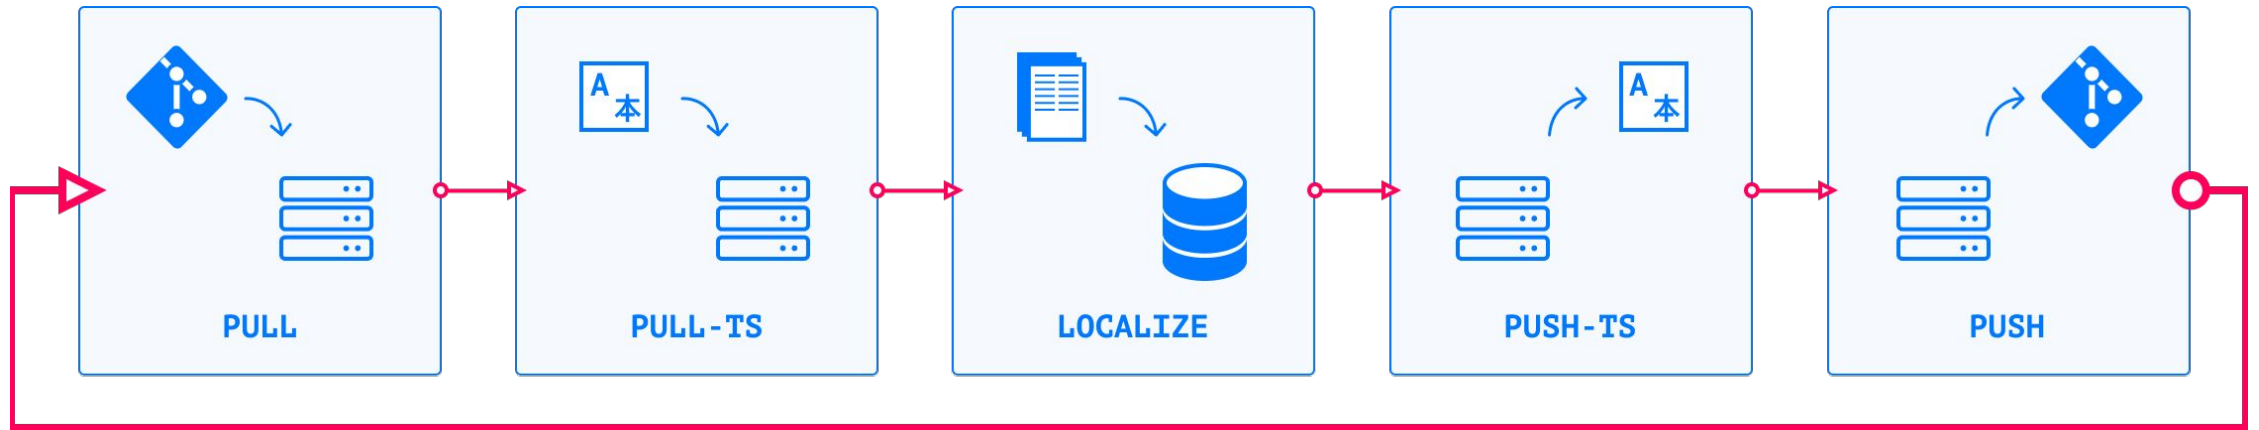 A
本
A
本
PULL
PULL-TS
LOCALIZE
PUSH-TS
PUSH